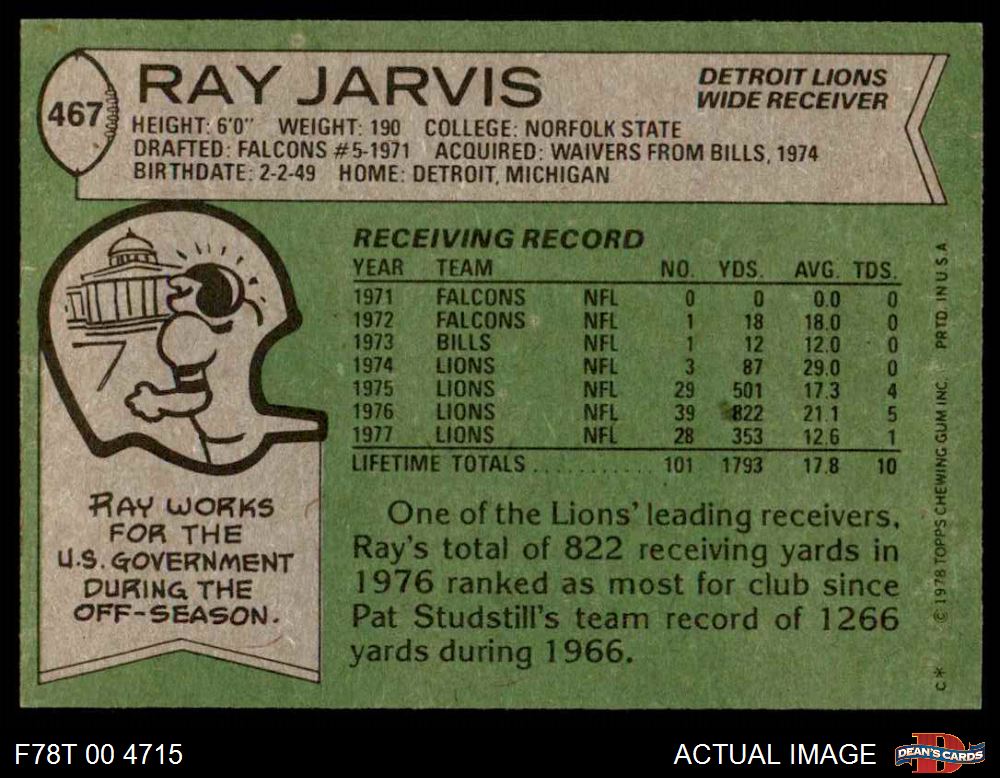 467
RAY JARVIS
DETROIT LIONS
WIDE RECEIVER
HEIGHT: 6'0" WEIGHT: 190 COLLEGE: NORFOLK STATE
DRAFTED: FALCONS #5-1971 ACQUIRED: WAIVERS FROM BILLS, 1974
BIRTHDATE: 2-2-49 HOME: DETROIT, MICHIGAN
RECEIVING RECORD
YEAR TEAM NO. YDS. AVG. TDS.
1971 FALCONS NFL 0 0 0.0 0
1972 FALCONS NFL 1 18 18.0 0
1973 BILLS NFL 1 12 12.0 0
1974 LIONS NFL 3 87 29.0 0
1975 LIONS NFL 29 501 17.3 4
1976 LIONS NFL 39 822 21.1 5
1977 LIONS NFL 28 353 12.6 1
LIFETIME TOTALS............ 101 1793 17.8 10
RAY WORKS
FOR THE
U.S. GOVERNMENT
DURING THE
OFF-SEASON.
One of the Lions' leading receivers,
Ray's total of 822 receiving yards in
1976 ranked as most for club since
Pat Studstill's team record of 1266
yards during 1966.
C* © 1978 TOPPS CHEWING GUM INC. PRTD. IN U S A
F78T 00 4715
ACTUAL IMAGE
DEAN'S CARDS